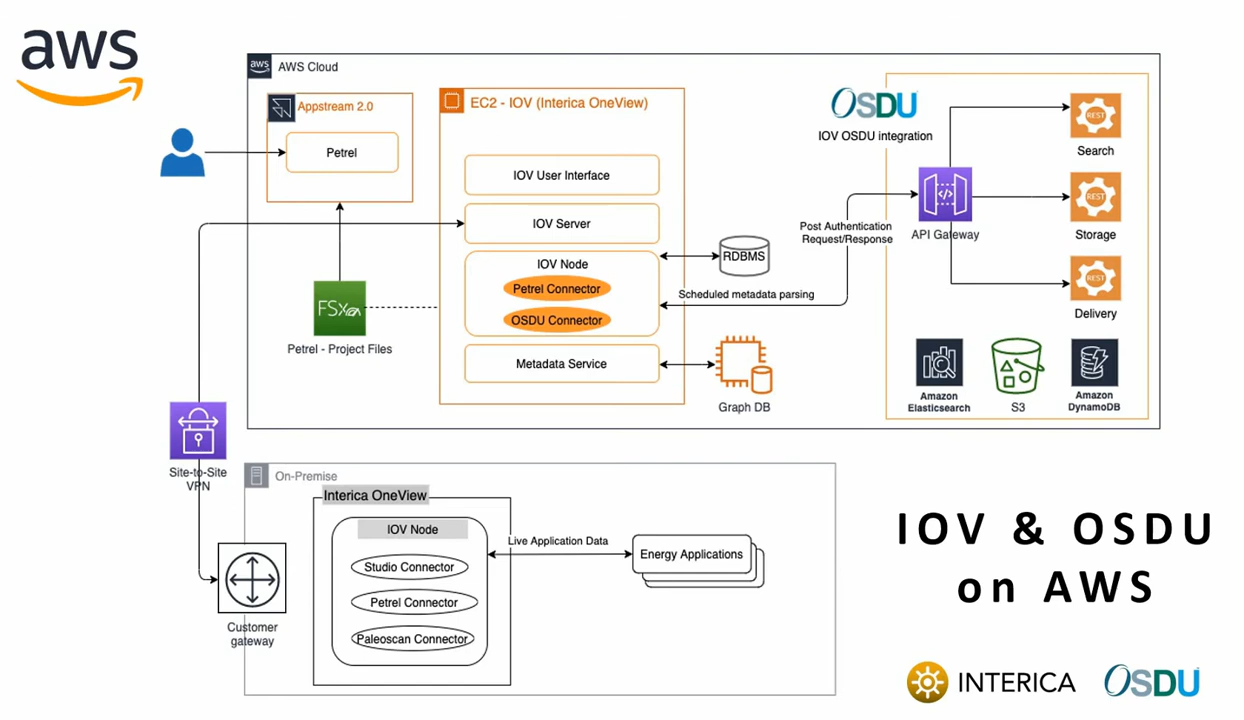 aws
aws
AWS Cloud
Appstream 2.0
Petrel
EC2 - IOV (Interica OneView)
IOV User Interface
IOV Server
IOV Node
Petrel Connector
OSDU Connector
Metadata Service
FSx
Petrel - Project Files
RDBMS
Scheduled metadata parsing
Graph DB
Post Authentication
Request/Response
OSDU
IOV OSDU integration
</>
API Gateway
REST
Search
REST
Storage
REST
Delivery
Amazon
Elasticsearch
S3
Amazon
DynamoDB
Site-to-Site
VPN
Customer
gateway
On-Premise
Interica OneView
IOV Node
Studio Connector
Petrel Connector
Paleoscan Connector
Live Application Data
Energy Applications
IOV & OSDU
on AWS
INTERICA
OSDU